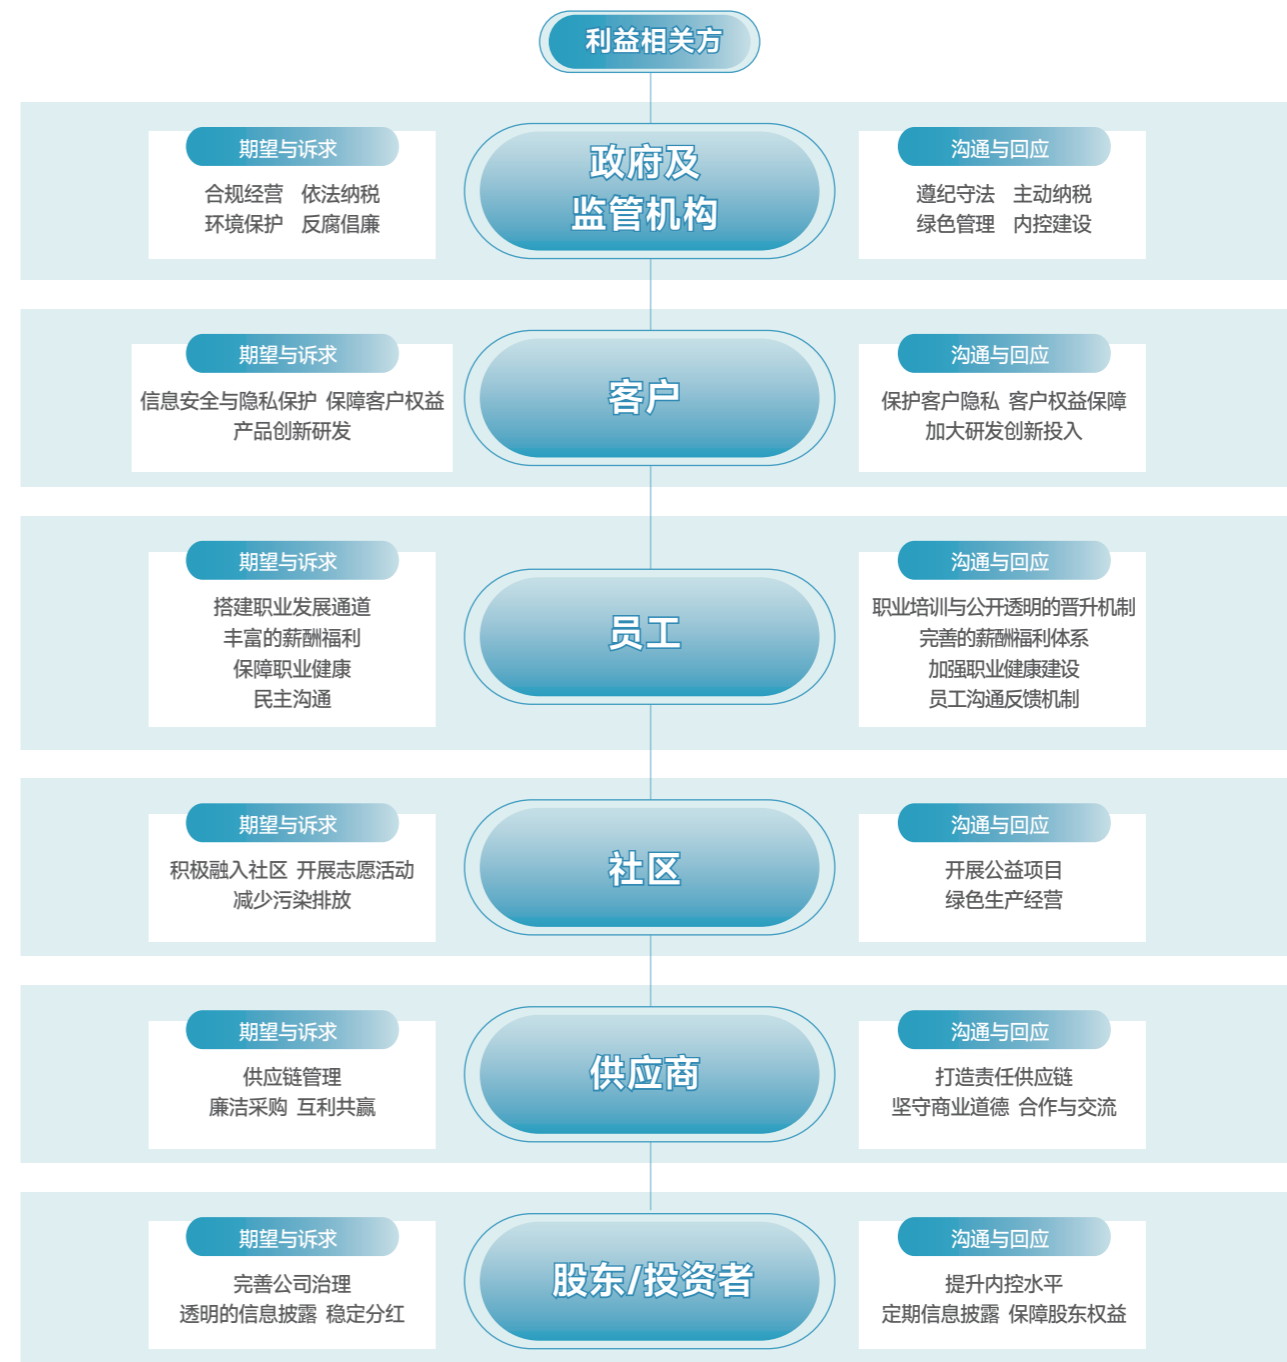 利益相关方
期望与诉求
合规经营 依法纳税
环境保护 反腐倡廉
政府及
监管机构
沟通与回应
遵纪守法 主动纳税
绿色管理 内控建设
期望与诉求
信息安全与隐私保护 保障客户权益
产品创新研发
客户
沟通与回应
保护客户隐私 客户权益保障
加大研发创新投入
期望与诉求
搭建职业发展通道
丰富的薪酬福利
保障职业健康
民主沟通
员工
沟通与回应
职业培训与公开透明的晋升机制
完善的薪酬福利体系
加强职业健康建设
员工沟通反馈机制
期望与诉求
积极融入社区 开展志愿活动
减少污染排放
社区
沟通与回应
开展公益项目
绿色生产经营
期望与诉求
供应链管理
廉洁采购 互利共赢
供应商
沟通与回应
打造责任供应链
坚守商业道德 合作与交流
期望与诉求
完善公司治理
透明的信息披露 稳定分红
股东/投资者
沟通与回应
提升内控水平
定期信息披露 保障股东权益